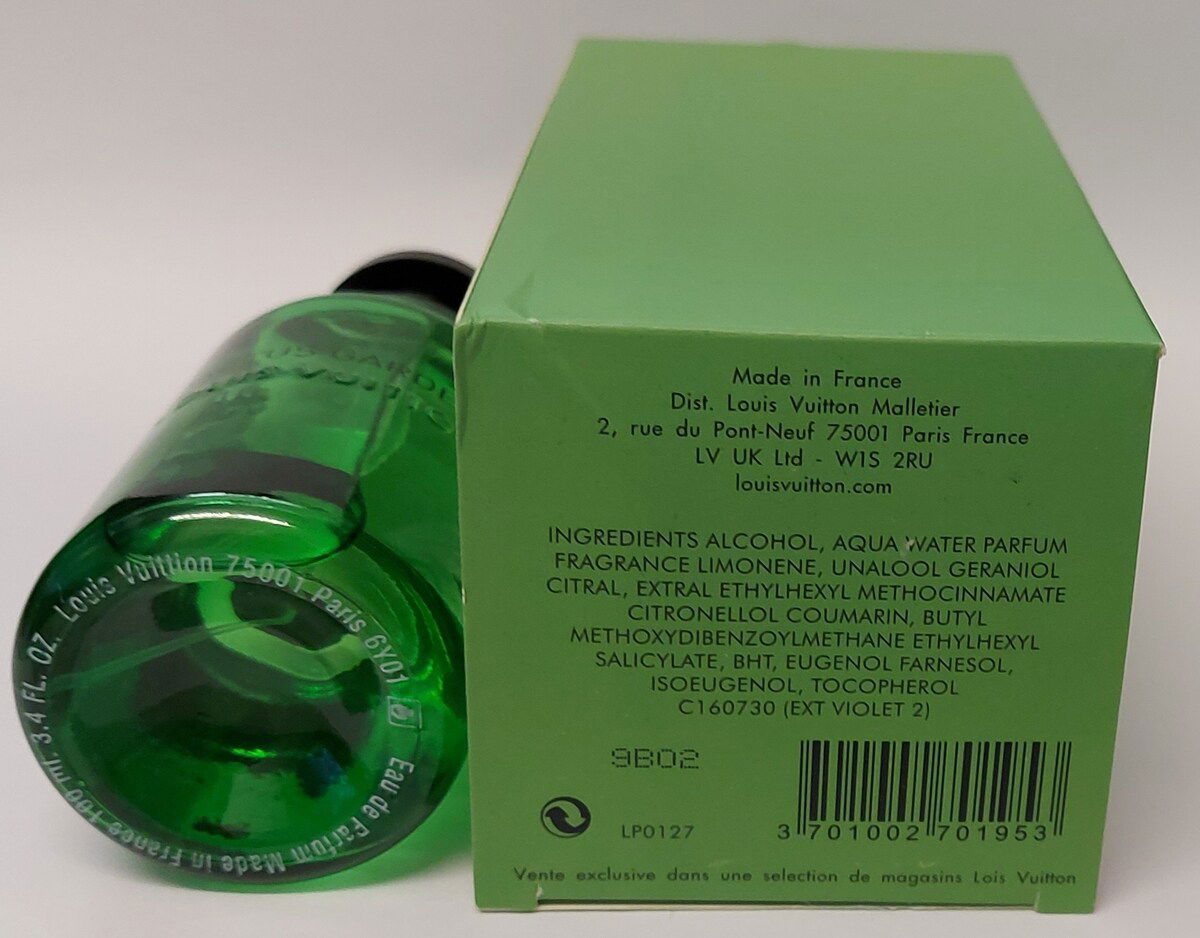 Made in France
Dist. Louis Vuitton Malletier
2, rue du Pont-Neuf 75001 Paris France
LV UK Ltd - W1S 2RU
louisvuitton.com
INGREDIENTS ALCOHOL, AQUA WATER PARFUM
FRAGRANCE LIMONENE, UNALOOL GERANIOL
CITRAL, EXTRAL ETHYLHEXYL METHOCINNAMATE
CITRONELLOL COUMARIN, BUTYL
METHOXYDIBENZOYLMETHANE ETHYLHEXYL
SALICYLATE, BHT, EUGENOL FARNESOL,
ISOEUGENOL, TOCOPHEROL
C160730 (EXT VIOLET 2)
9B02
LP0127
3 701002 701953
Vente exclusive dans une selection de magasins Lois Vuitton
Louis Vuittion 75001 Paris 6Y01
Eau de Parfum Made in France 100 ml. 3.4 FL. OZ.